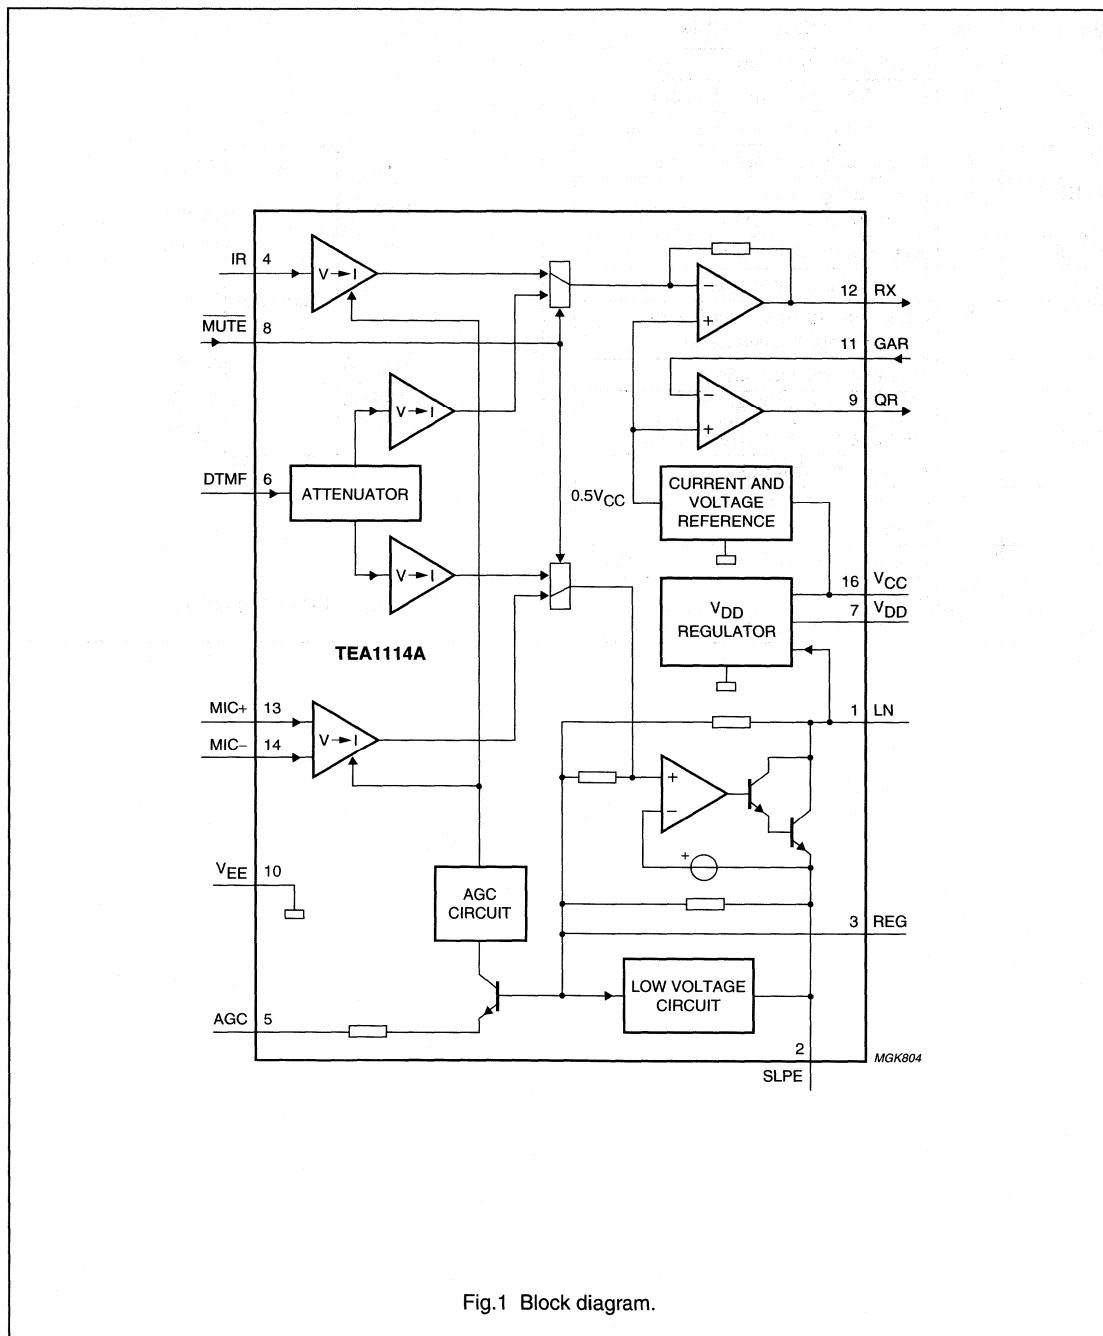 IR 4
V→I
12 RX
MUTE 8
11 GAR
V→I
9 QR
DTMF 6
ATTENUATOR
0.5VCC
CURRENT AND
VOLTAGE
REFERENCE
V→I
16 VCC
7 VDD
VDD
REGULATOR
TEA1114A
MIC+ 13
1 LN
V→I
MIC− 14
+
−
+
−
+
−
+
VEE 10
AGC
CIRCUIT
3 REG
LOW VOLTAGE
CIRCUIT
AGC 5
2
SLPE
MGK804
Fig.1 Block diagram.